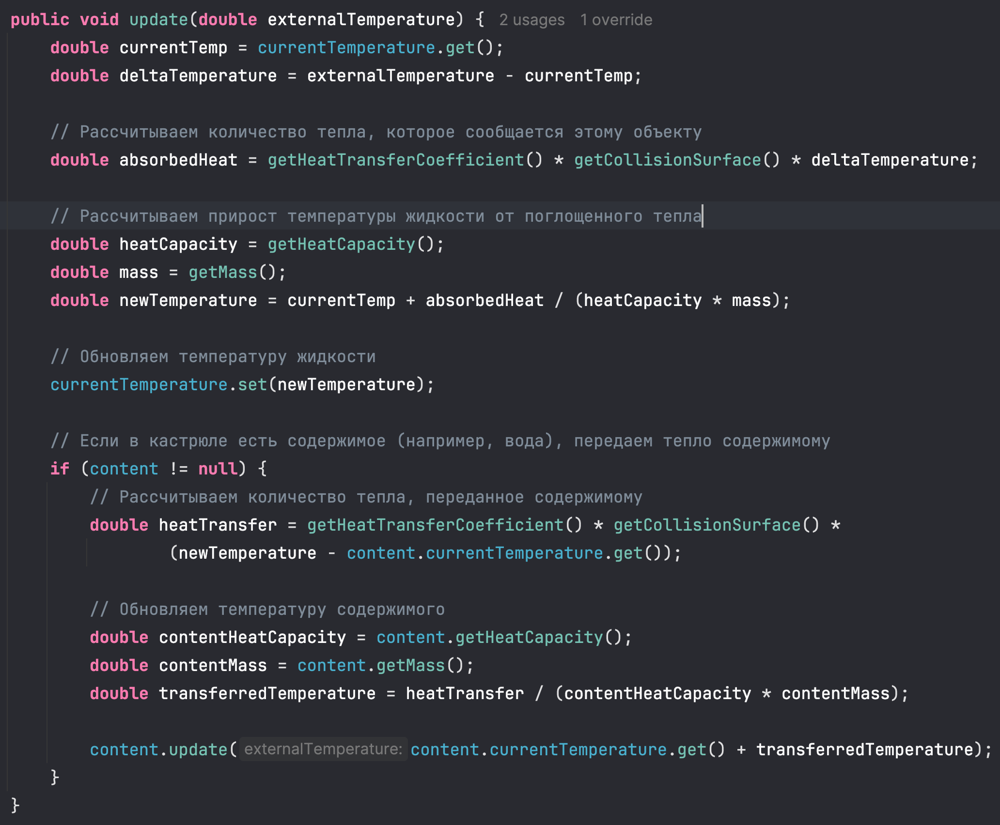 public void update(double externalTemperature) { 2 usages 1 override
double currentTemp = currentTemperature.get();
double deltaTemperature = externalTemperature - currentTemp;
// Рассчитываем количество тепла, которое сообщается этому объекту
double absorbedHeat = getHeatTransferCoefficient() * getCollisionSurface() * deltaTemperature;
// Рассчитываем прирост температуры жидкости от поглощенного тепла
double heatCapacity = getHeatCapacity();
double mass = getMass();
double newTemperature = currentTemp + absorbedHeat / (heatCapacity * mass);
// Обновляем температуру жидкости
currentTemperature.set(newTemperature);
// Если в кастрюле есть содержимое (например, вода), передаем тепло содержимому
if (content != null) {
// Рассчитываем количество тепла, переданное содержимому
double heatTransfer = getHeatTransferCoefficient() * getCollisionSurface() *
(newTemperature - content.currentTemperature.get());
// Обновляем температуру содержимого
double contentHeatCapacity = content.getHeatCapacity();
double contentMass = content.getMass();
double transferredTemperature = heatTransfer / (contentHeatCapacity * contentMass);
content.update( externalTemperature: content.currentTemperature.get() + transferredTemperature);
}
}